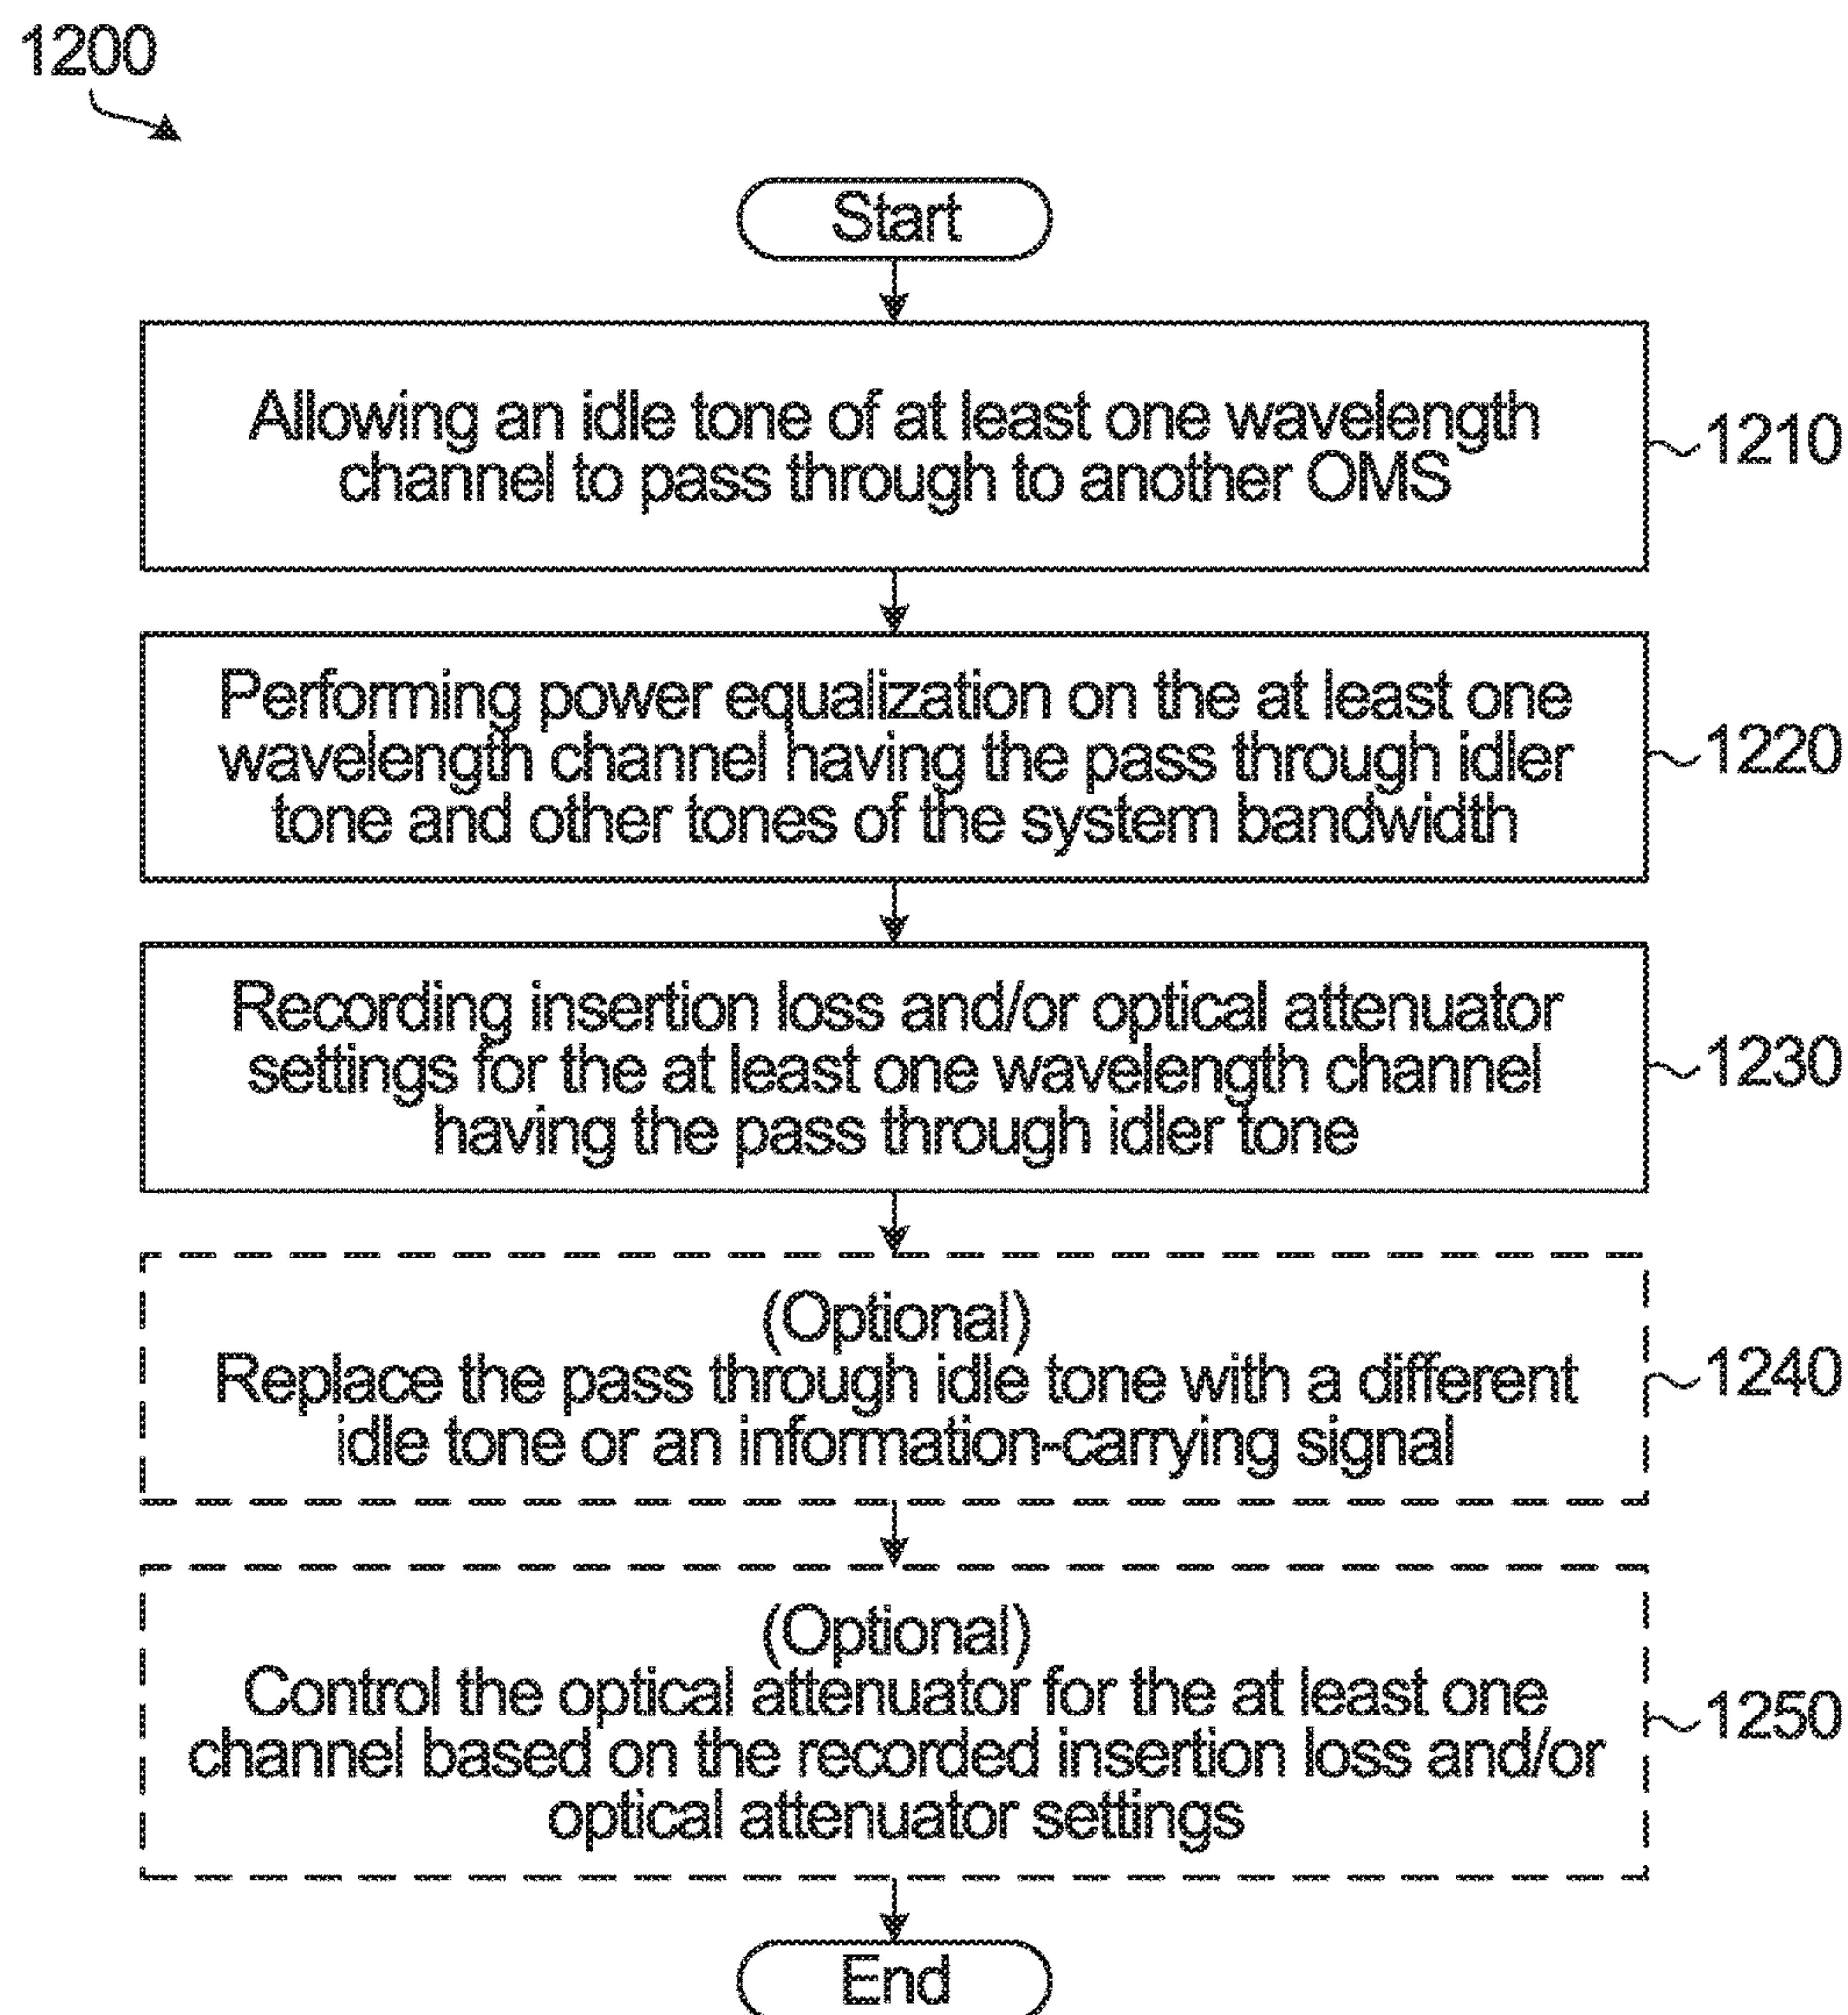 1200
Start
Allowing an idle tone of at least one wavelength
channel to pass through to another OMS
1210
Performing power equalization on the at least one
wavelength channel having the pass through idler
tone and other tones of the system bandwidth
1220
Recording insertion loss and/or optical attenuator
settings for the at least one wavelength channel
having the pass through idler tone
1230
(Optional)
Replace the pass through idle tone with a different
idle tone or an information-carrying signal
1240
(Optional)
Control the optical attenuator for the at least one
channel based on the recorded insertion loss and/or
optical attenuator settings
1250
End